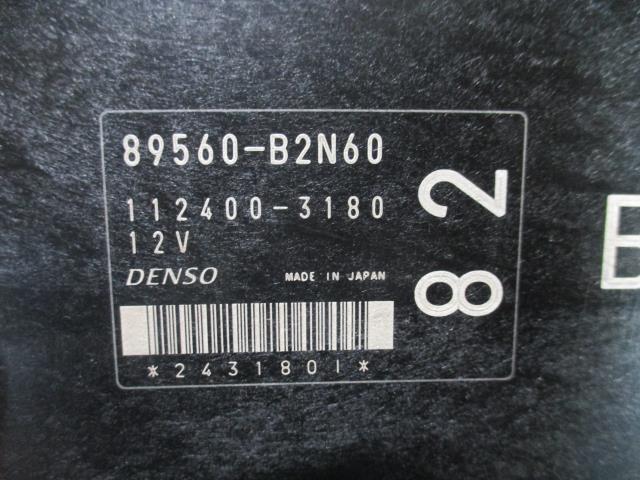 89560-B2N60
112400-3180
12V
DENSO MADE IN JAPAN
*2431801*
82